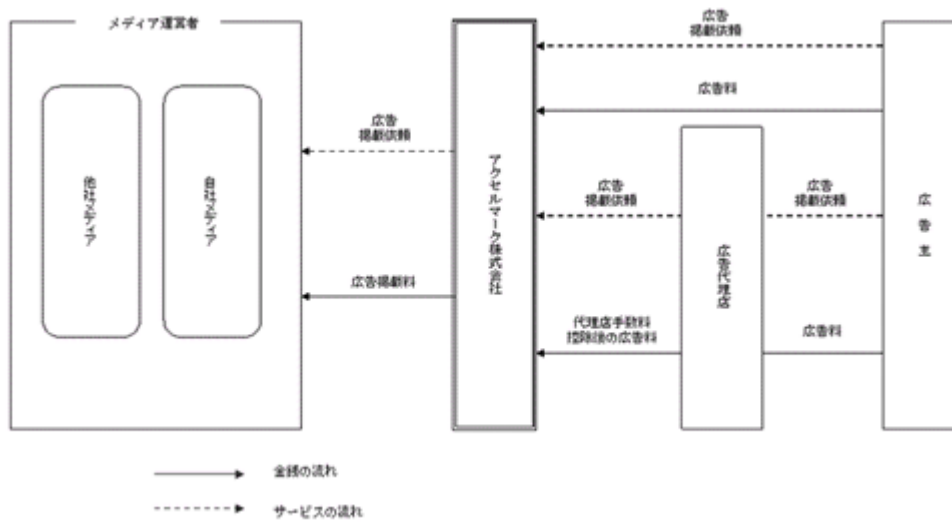 メディア運営者
他社メディア
自社メディア
広告
掲載依頼
広告掲載料
アクセルマーク株式会社
広告
掲載依頼
広告料
広告
掲載依頼
代理店手数料
控除後の広告料
広告代理店
広告
掲載依頼
広告料
広告主
金銭の流れ
サービスの流れ